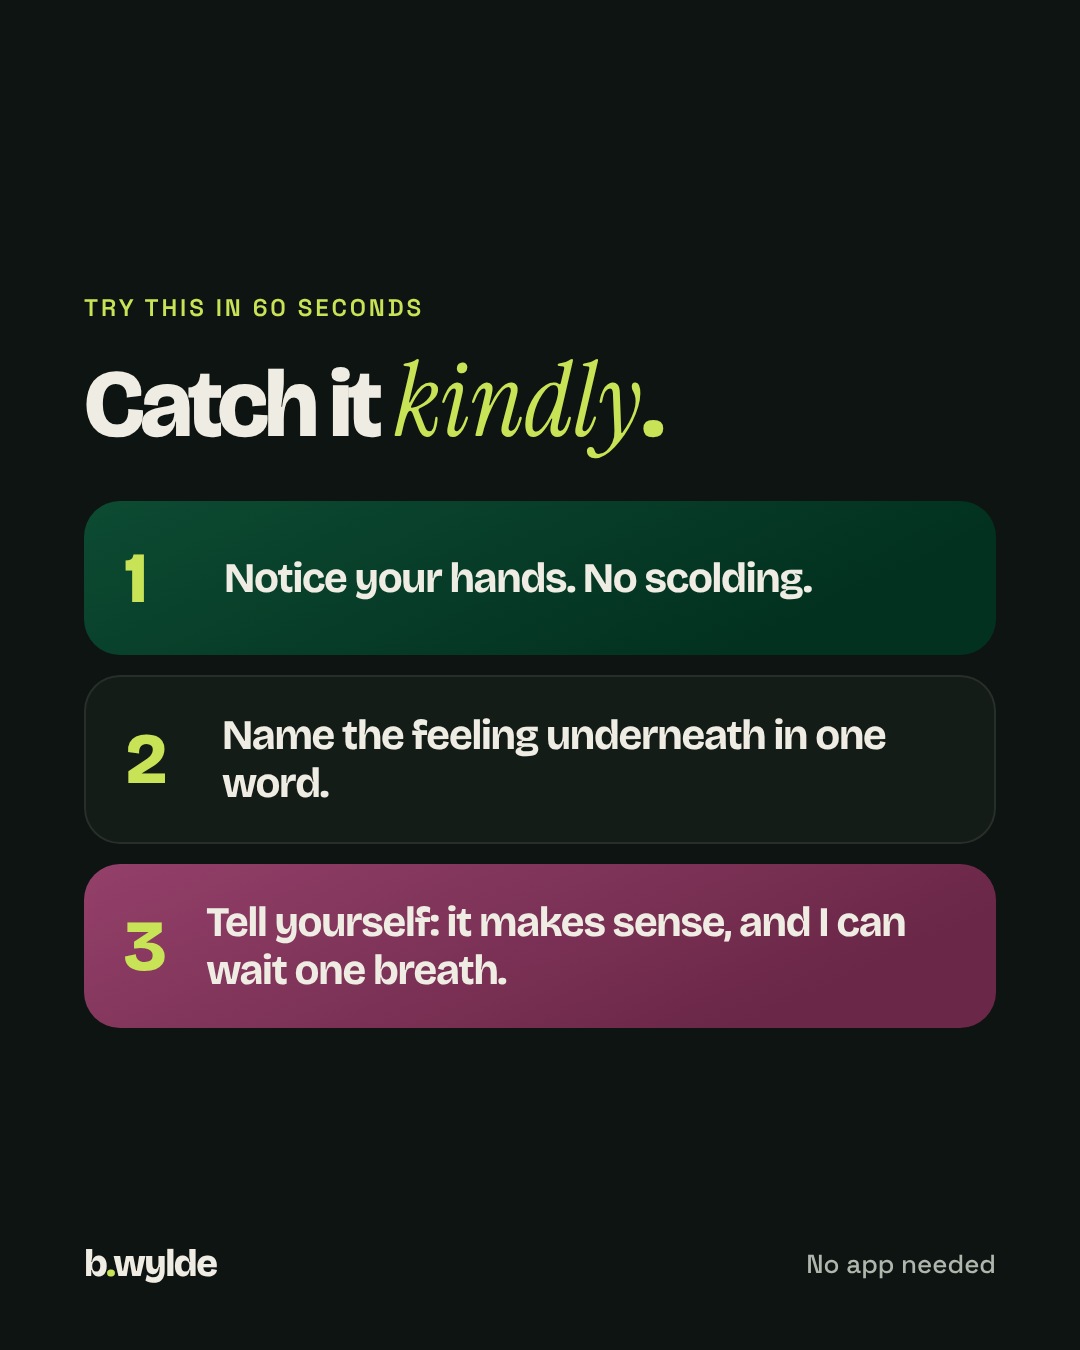 TRY THIS IN 60 SECONDS
Catch it kindly.
1
Notice your hands. No scolding.
2
Name the feeling underneath in one
word.
3
Tell yourself: it makes sense, and I can
wait one breath.
b.wylde
No app needed